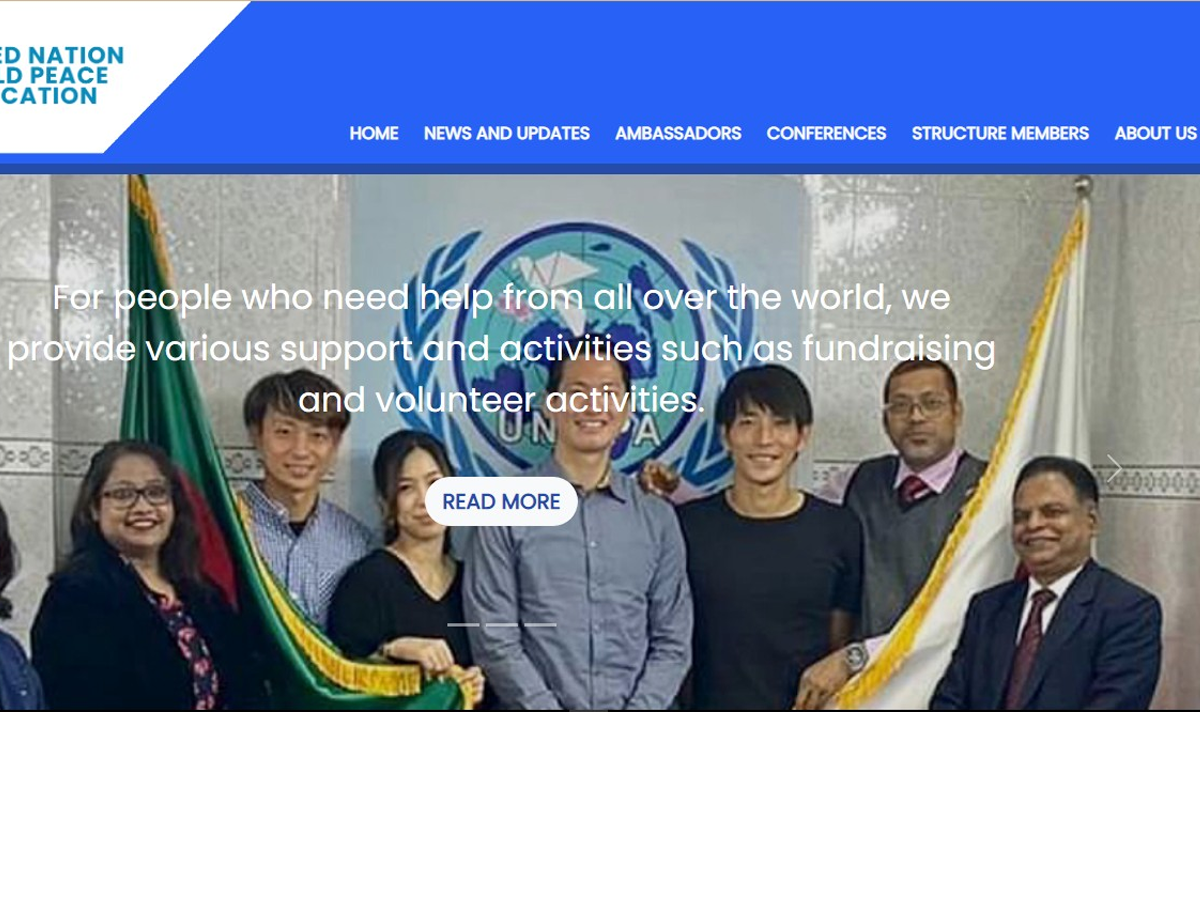 ED NATION
LD PEACE
CATION
HOME NEWS AND UPDATES AMBASSADORS CONFERENCES STRUCTURE MEMBERS ABOUT US
For people who need help from all over the world, we
provide various support and activities such as fundraising
and volunteer activities.
UN PA
READ MORE